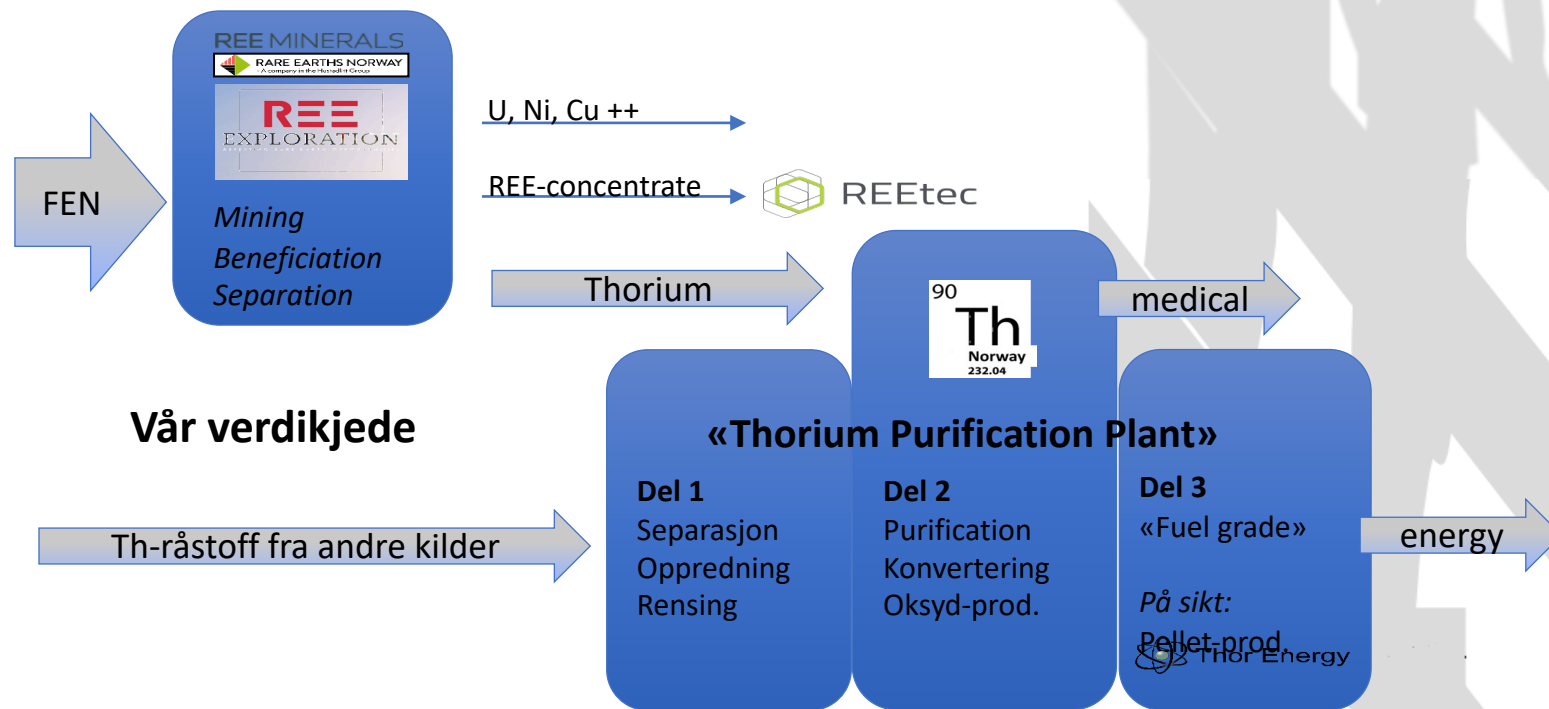 REE MINERALS
RARE EARTHS NORWAY
- A company in the Husteblitt Group
REE
EXPLORATION
FEN
Mining
Beneficiation
Separation
U, Ni, Cu ++
REE-concentrate
REEtec
Thorium
90
Th
Norway
232.04
medical
Vår verdikjede
«Thorium Purification Plant»
Th-råstoff fra andre kilder
Del 1
Separasjon
Oppredning
Rensing
Del 2
Purification
Konvertering
Oksyd-prod.
Del 3
«Fuel grade»
På sikt:
Pellet-prod.
Thor Energy
energy